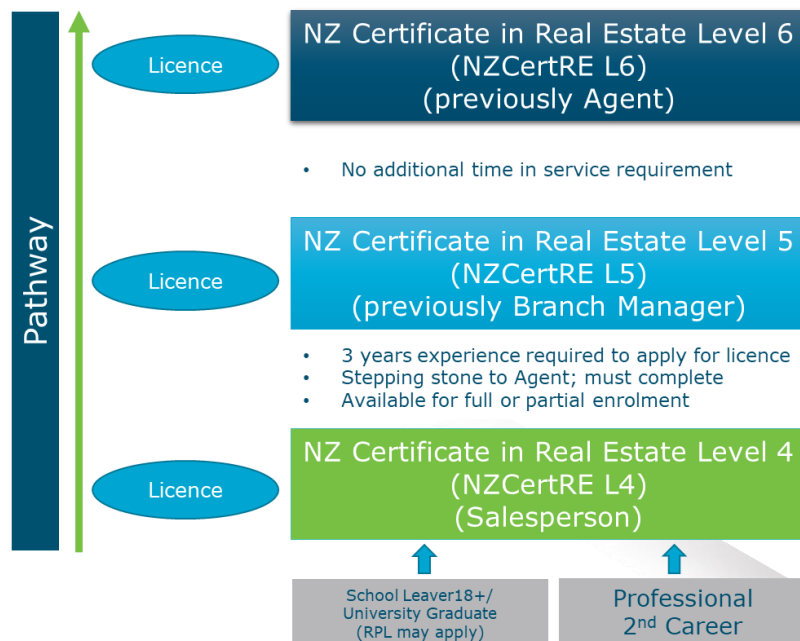 Pathway
Licence
NZ Certificate in Real Estate Level 6
(NZCertRE L6)
(previously Agent)
• No additional time in service requirement
Licence
NZ Certificate in Real Estate Level 5
(NZCertRE L5)
(previously Branch Manager)
• 3 years experience required to apply for licence
• Stepping stone to Agent; must complete
• Available for full or partial enrolment
Licence
NZ Certificate in Real Estate Level 4
(NZCertRE L4)
(Salesperson)
School Leaver18+/
University Graduate
(RPL may apply)
Professional
2nd Career